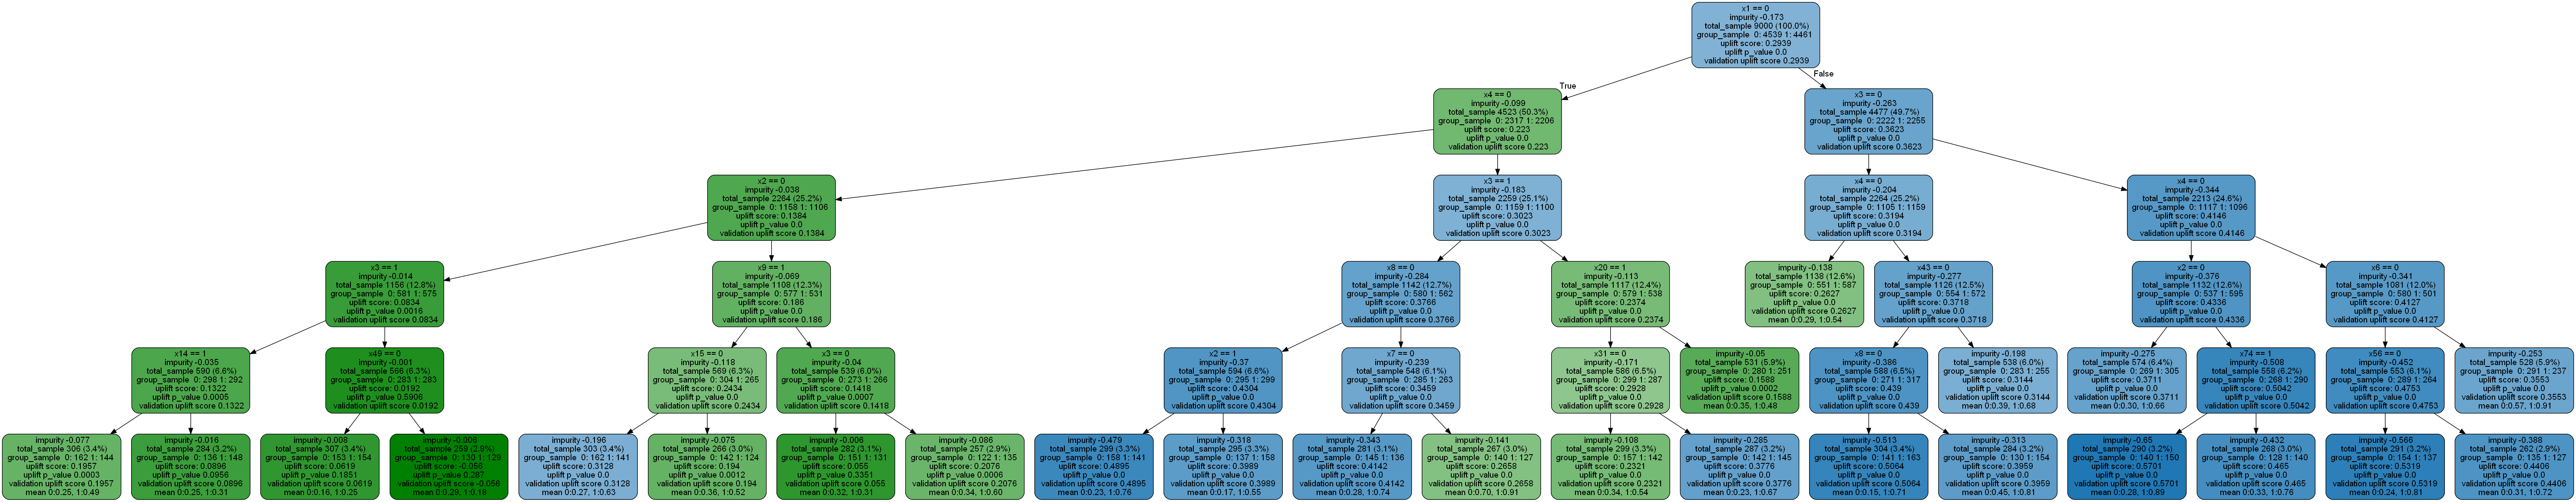 x1 == 0
impurity -0.173
total_sample 9000 (100.0%)
group_sample 0: 4539 1: 4461
uplift score: 0.2939
uplift p_value 0.0
validation uplift score 0.2939
True
False
x4 == 0
impurity -0.099
total_sample 4523 (50.3%)
group_sample 0: 2317 1: 2206
uplift score: 0.223
uplift p_value 0.0
validation uplift score 0.223
x3 == 0
impurity -0.263
total_sample 4477 (49.7%)
group_sample 0: 2222 1: 2255
uplift score: 0.3623
uplift p_value 0.0
validation uplift score 0.3623
x2 == 0
impurity -0.038
total_sample 2264 (25.2%)
group_sample 0: 1158 1: 1106
uplift score: 0.1384
uplift p_value 0.0
validation uplift score 0.1384
x3 == 1
impurity -0.183
total_sample 2259 (25.1%)
group_sample 0: 1159 1: 1100
uplift score: 0.3023
uplift p_value 0.0
validation uplift score 0.3023
x4 == 0
impurity -0.204
total_sample 2264 (25.2%)
group_sample 0: 1105 1: 1159
uplift score: 0.3194
uplift p_value 0.0
validation uplift score 0.3194
x4 == 0
impurity -0.344
total_sample 2213 (24.6%)
group_sample 0: 1117 1: 1096
uplift score: 0.4146
uplift p_value 0.0
validation uplift score 0.4146
x3 == 1
impurity -0.014
total_sample 1156 (12.8%)
group_sample 0: 581 1: 575
uplift score: 0.0834
uplift p_value 0.0016
validation uplift score 0.0834
x9 == 1
impurity -0.069
total_sample 1108 (12.3%)
group_sample 0: 577 1: 531
uplift score: 0.186
uplift p_value 0.0
validation uplift score 0.186
x8 == 0
impurity -0.284
total_sample 1142 (12.7%)
group_sample 0: 580 1: 562
uplift score: 0.3766
uplift p_value 0.0
validation uplift score 0.3766
x20 == 1
impurity -0.113
total_sample 1117 (12.4%)
group_sample 0: 579 1: 538
uplift score: 0.2374
uplift p_value 0.0
validation uplift score 0.2374
impurity -0.138
total_sample 1138 (12.6%)
group_sample 0: 551 1: 587
uplift score: 0.2627
uplift p_value 0.0
validation uplift score 0.2627
mean 0:0.29, 1:0.54
x43 == 0
impurity -0.277
total_sample 1126 (12.5%)
group_sample 0: 554 1: 572
uplift score: 0.3718
uplift p_value 0.0
validation uplift score 0.3718
x2 == 0
impurity -0.376
total_sample 1132 (12.6%)
group_sample 0: 537 1: 595
uplift score: 0.4336
uplift p_value 0.0
validation uplift score 0.4336
x6 == 0
impurity -0.341
total_sample 1081 (12.0%)
group_sample 0: 580 1: 501
uplift score: 0.4127
uplift p_value 0.0
validation uplift score 0.4127
x14 == 1
impurity -0.035
total_sample 590 (6.6%)
group_sample 0: 298 1: 292
uplift score: 0.1322
uplift p_value 0.0005
validation uplift score 0.1322
x49 == 0
impurity -0.001
total_sample 566 (6.3%)
group_sample 0: 283 1: 283
uplift score: 0.0192
uplift p_value 0.5906
validation uplift score 0.0192
x15 == 0
impurity -0.118
total_sample 569 (6.3%)
group_sample 0: 304 1: 265
uplift score: 0.2434
uplift p_value 0.0
validation uplift score 0.2434
x3 == 0
impurity -0.04
total_sample 539 (6.0%)
group_sample 0: 273 1: 266
uplift score: 0.1418
uplift p_value 0.0007
validation uplift score 0.1418
x2 == 1
impurity -0.37
total_sample 594 (6.6%)
group_sample 0: 295 1: 299
uplift score: 0.4304
uplift p_value 0.0
validation uplift score 0.4304
x7 == 0
impurity -0.239
total_sample 548 (6.1%)
group_sample 0: 285 1: 263
uplift score: 0.3459
uplift p_value 0.0
validation uplift score 0.3459
x31 == 0
impurity -0.171
total_sample 586 (6.5%)
group_sample 0: 299 1: 287
uplift score: 0.2928
uplift p_value 0.0
validation uplift score 0.2928
impurity -0.05
total_sample 531 (5.9%)
group_sample 0: 280 1: 251
uplift score: 0.1588
uplift p_value 0.0002
validation uplift score 0.1588
mean 0:0.35, 1:0.48
x8 == 0
impurity -0.386
total_sample 588 (6.5%)
group_sample 0: 271 1: 317
uplift score: 0.439
uplift p_value 0.0
validation uplift score 0.439
impurity -0.198
total_sample 538 (6.0%)
group_sample 0: 283 1: 255
uplift score: 0.3144
uplift p_value 0.0
validation uplift score 0.3144
mean 0:0.39, 1:0.68
impurity -0.275
total_sample 574 (6.4%)
group_sample 0: 269 1: 305
uplift score: 0.3711
uplift p_value 0.0
validation uplift score 0.3711
mean 0:0.30, 1:0.66
x74 == 1
impurity -0.508
total_sample 558 (6.2%)
group_sample 0: 268 1: 290
uplift score: 0.5042
uplift p_value 0.0
validation uplift score 0.5042
x56 == 0
impurity -0.452
total_sample 553 (6.1%)
group_sample 0: 289 1: 264
uplift score: 0.4753
uplift p_value 0.0
validation uplift score 0.4753
impurity -0.253
total_sample 528 (5.9%)
group_sample 0: 291 1: 237
uplift score: 0.3553
uplift p_value 0.0
validation uplift score 0.3553
mean 0:0.57, 1:0.91
impurity -0.077
total_sample 306 (3.4%)
group_sample 0: 162 1: 144
uplift score: 0.1957
uplift p_value 0.0003
validation uplift score 0.1957
mean 0:0.25, 1:0.49
impurity -0.016
total_sample 284 (3.2%)
group_sample 0: 136 1: 148
uplift score: 0.0896
uplift p_value 0.0956
validation uplift score 0.0896
mean 0:0.25, 1:0.31
impurity -0.008
total_sample 307 (3.4%)
group_sample 0: 153 1: 154
uplift score: 0.0619
uplift p_value 0.1851
validation uplift score 0.0619
mean 0:0.16, 1:0.25
impurity -0.006
total_sample 259 (2.9%)
group_sample 0: 130 1: 129
uplift score: -0.056
uplift p_value 0.287
validation uplift score -0.056
mean 0:0.29, 1:0.18
impurity -0.196
total_sample 303 (3.4%)
group_sample 0: 162 1: 141
uplift score: 0.3128
uplift p_value 0.0
validation uplift score 0.3128
mean 0:0.27, 1:0.63
impurity -0.075
total_sample 266 (3.0%)
group_sample 0: 142 1: 124
uplift score: 0.194
uplift p_value 0.0012
validation uplift score 0.194
mean 0:0.36, 1:0.52
impurity -0.006
total_sample 282 (3.1%)
group_sample 0: 151 1: 131
uplift score: 0.055
uplift p_value 0.3351
validation uplift score 0.055
mean 0:0.32, 1:0.31
impurity -0.086
total_sample 257 (2.9%)
group_sample 0: 122 1: 135
uplift score: 0.2076
uplift p_value 0.0006
validation uplift score 0.2076
mean 0:0.34, 1:0.60
impurity -0.479
total_sample 299 (3.3%)
group_sample 0: 158 1: 141
uplift score: 0.4895
uplift p_value 0.0
validation uplift score 0.4895
mean 0:0.23, 1:0.76
impurity -0.318
total_sample 295 (3.3%)
group_sample 0: 137 1: 158
uplift score: 0.3989
uplift p_value 0.0
validation uplift score 0.3989
mean 0:0.17, 1:0.55
impurity -0.343
total_sample 281 (3.1%)
group_sample 0: 145 1: 136
uplift score: 0.4142
uplift p_value 0.0
validation uplift score 0.4142
mean 0:0.28, 1:0.74
impurity -0.141
total_sample 267 (3.0%)
group_sample 0: 140 1: 127
uplift score: 0.2658
uplift p_value 0.0
validation uplift score 0.2658
mean 0:0.70, 1:0.91
impurity -0.108
total_sample 299 (3.3%)
group_sample 0: 157 1: 142
uplift score: 0.2321
uplift p_value 0.0
validation uplift score 0.2321
mean 0:0.34, 1:0.54
impurity -0.285
total_sample 287 (3.2%)
group_sample 0: 142 1: 145
uplift score: 0.3776
uplift p_value 0.0
validation uplift score 0.3776
mean 0:0.23, 1:0.67
impurity -0.513
total_sample 304 (3.4%)
group_sample 0: 141 1: 163
uplift score: 0.5064
uplift p_value 0.0
validation uplift score 0.5064
mean 0:0.15, 1:0.71
impurity -0.313
total_sample 284 (3.2%)
group_sample 0: 130 1: 154
uplift score: 0.3959
uplift p_value 0.0
validation uplift score 0.3959
mean 0:0.45, 1:0.81
impurity -0.65
total_sample 290 (3.2%)
group_sample 0: 140 1: 150
uplift score: 0.5701
uplift p_value 0.0
validation uplift score 0.5701
mean 0:0.28, 1:0.89
impurity -0.432
total_sample 268 (3.0%)
group_sample 0: 128 1: 140
uplift score: 0.465
uplift p_value 0.0
validation uplift score 0.465
mean 0:0.33, 1:0.76
impurity -0.566
total_sample 291 (3.2%)
group_sample 0: 154 1: 137
uplift score: 0.5319
uplift p_value 0.0
validation uplift score 0.5319
mean 0:0.24, 1:0.81
impurity -0.388
total_sample 262 (2.9%)
group_sample 0: 135 1: 127
uplift score: 0.4406
uplift p_value 0.0
validation uplift score 0.4406
mean 0:0.31, 1:0.72